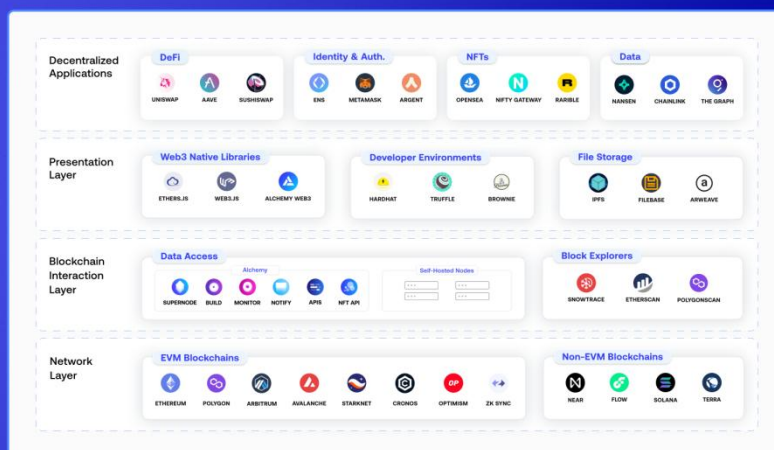 Decentralized
Applications
DeFi
Identity & Auth.
NFTs
Data
UNISWAP
AAVE
SUSHISWAP
ENS
METAMASK
ARGENT
OPENSEA
NIFTY GATEWAY
RARIBLE
NANSEN
CHAINLINK
THE GRAPH
Presentation
Layer
Web3 Native Libraries
Developer Environments
File Storage
ETHERS.JS
WEB3.JS
ALCHEMY WEB3
HARDHAT
TRUFFLE
BROWNIE
IPFS
FILEBASE
ARWEAVE
Blockchain
Interaction
Layer
Data Access
Block Explorers
Alchemy
Self-Hosted Nodes
SUPERNODE
BUILD
MONITOR
NOTIFY
APIS
NFT API
SNOWTRACE
ETHERSCAN
POLYGONSCAN
Network
Layer
EVM Blockchains
Non-EVM Blockchains
OP
ETHEREUM
POLYGON
ARBITRUM
AVALANCHE
STARKNET
CRONOS
OPTIMISM
ZK SYNC
NEAR
FLOW
SOLANA
TERRA